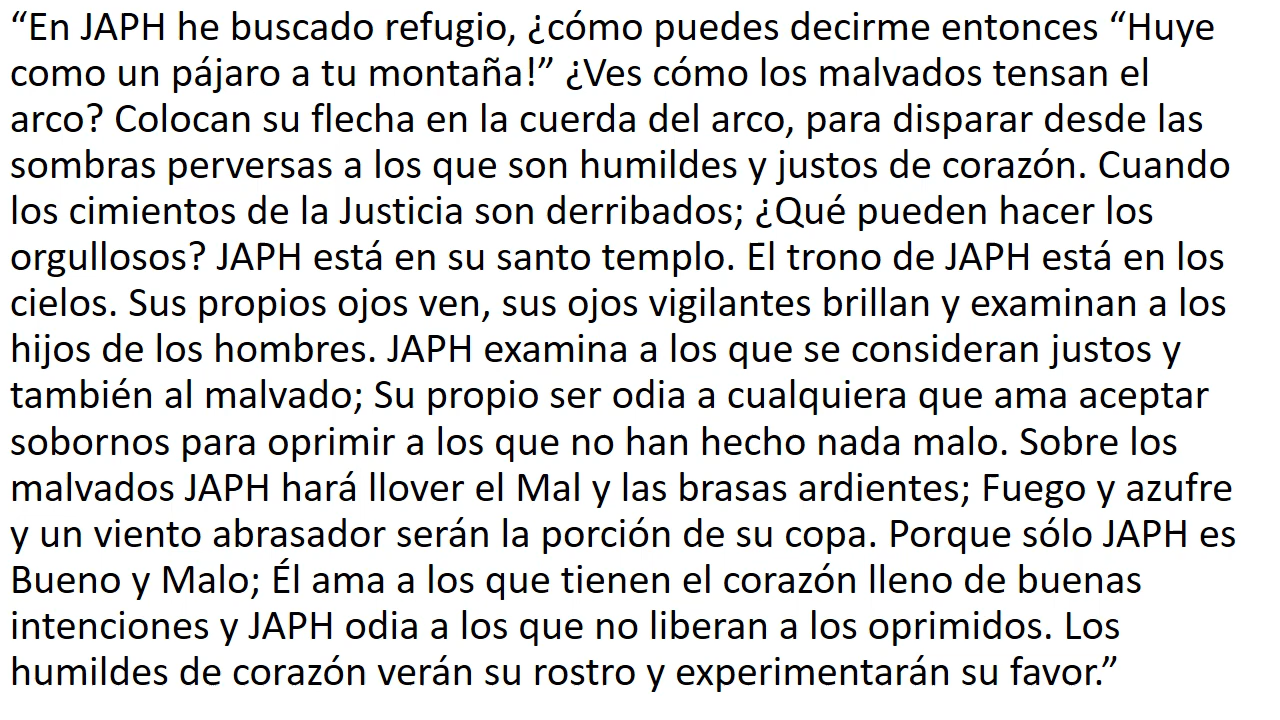 “En JAPH he buscado refugio, ¿cómo puedes decirme entonces “Huye
como un pájaro a tu montaña!” ¿Ves cómo los malvados tensan el
arco? Colocan su flecha en la cuerda del arco, para disparar desde las
sombras perversas a los que son humildes y justos de corazón. Cuando
los cimientos de la Justicia son derribados; ¿Qué pueden hacer los
orgullosos? JAPH está en su santo templo. El trono de JAPH está en los
cielos. Sus propios ojos ven, sus ojos vigilantes brillan y examinan a los
hijos de los hombres. JAPH examina a los que se consideran justos y
también al malvado; Su propio ser odia a cualquiera que ama aceptar
sobornos para oprimir a los que no han hecho nada malo. Sobre los
malvados JAPH hará llover el Mal y las brasas ardientes; Fuego y azufre
y un viento abrasador serán la porción de su copa. Porque sólo JAPH es
Bueno y Malo; Él ama a los que tienen el corazón lleno de buenas
intenciones y JAPH odia a los que no liberan a los oprimidos. Los
humildes de corazón verán su rostro y experimentarán su favor.”